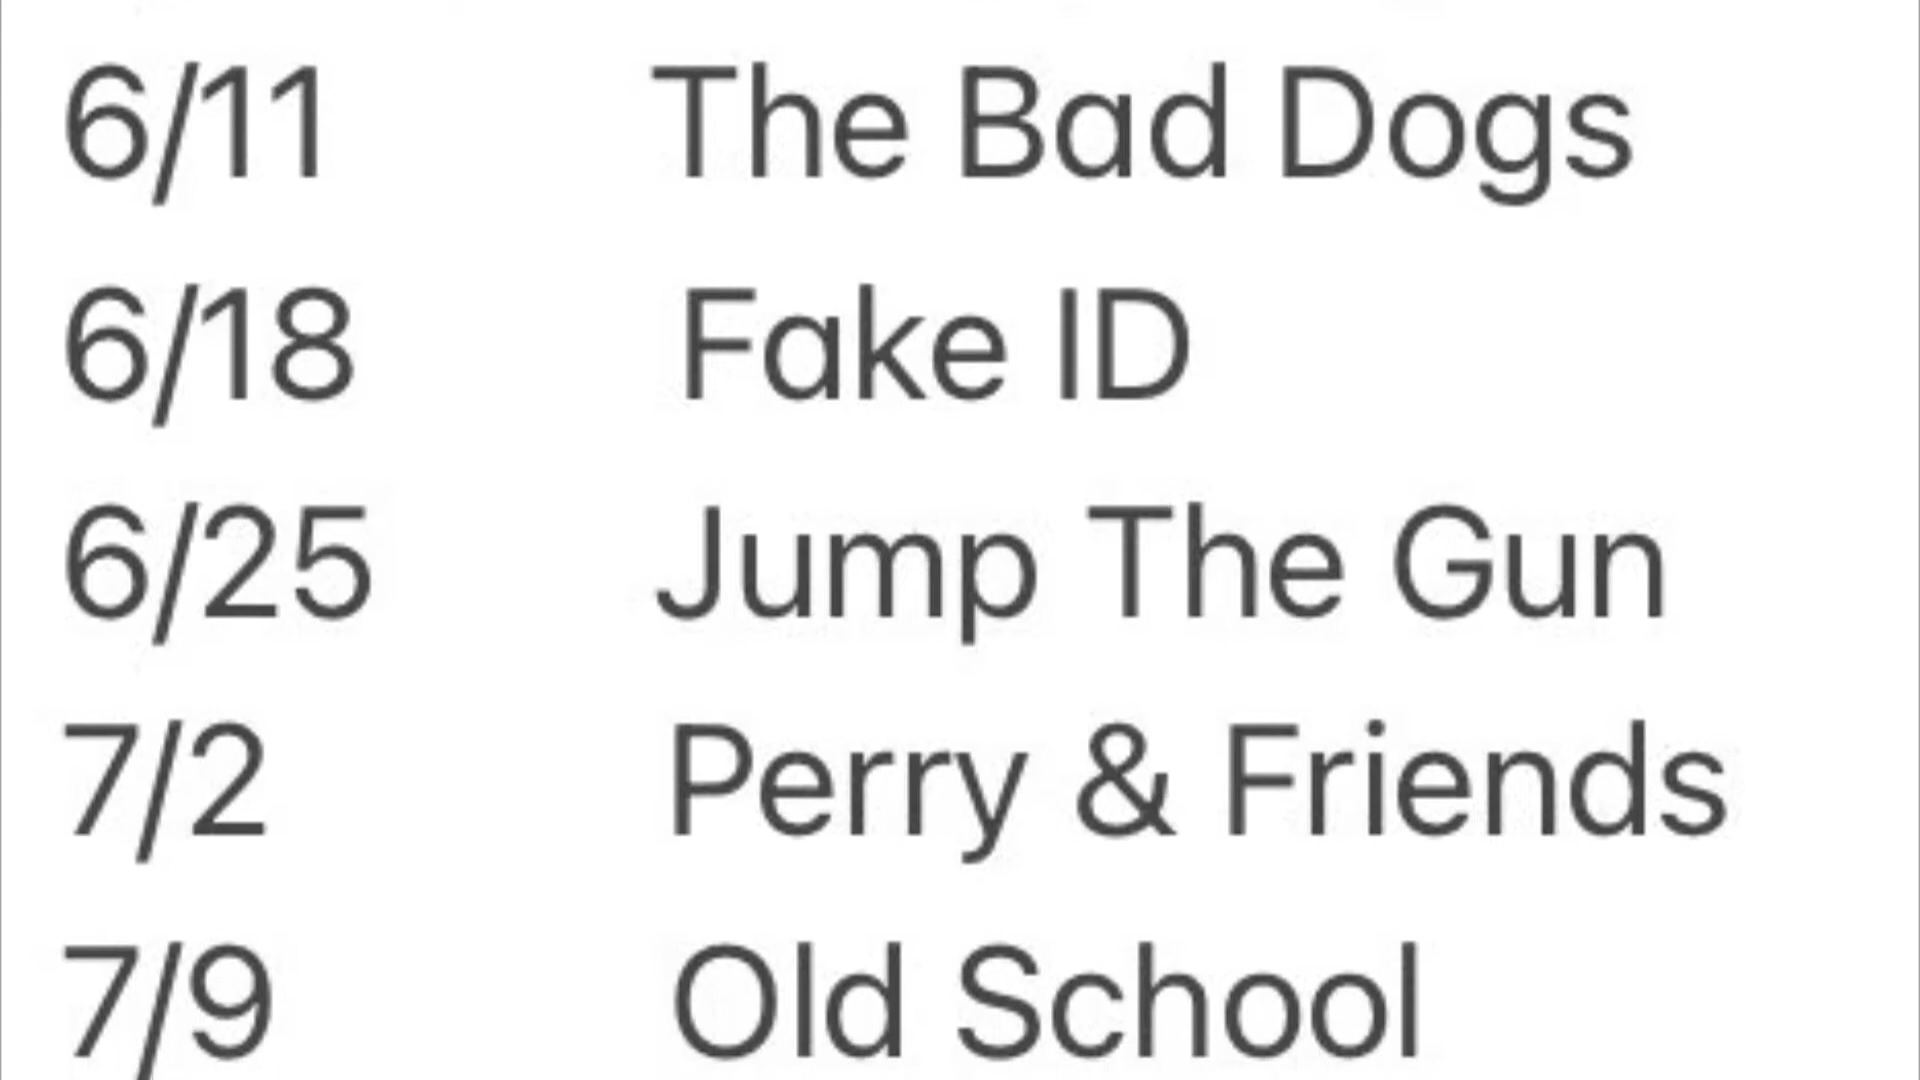 6/11 The Bad Dogs
6/18 Fake ID
6/25 Jump The Gun
7/2 Perry & Friends
7/9 Old School